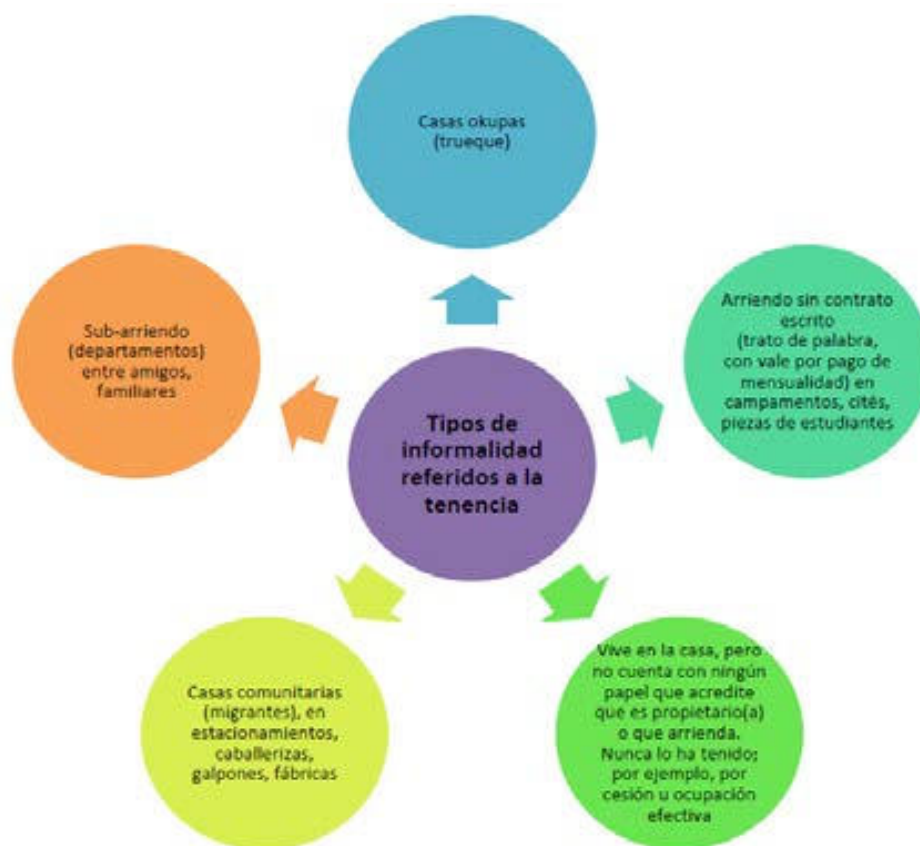 Casas okupas
(trueque)
Arriendo sin contrato
escrito
(trato de palabra,
con vale por pago de
mensualidad) en
campamentos, cités,
piezas de estudiantes
Sub-arriendo
(departamentos)
entre amigos,
familiares
Tipos de
informalidad
referidos a la
tenencia
Casas comunitarias
(migrantes), en
estacionamientos,
caballerizas,
galpones, fábricas
Vive en la casa, pero
no cuenta con ningún
papel que acredite
que es propietario(a)
o que arrienda.
Nunca lo ha tenido;
por ejemplo, por
cesión u ocupación
efectiva